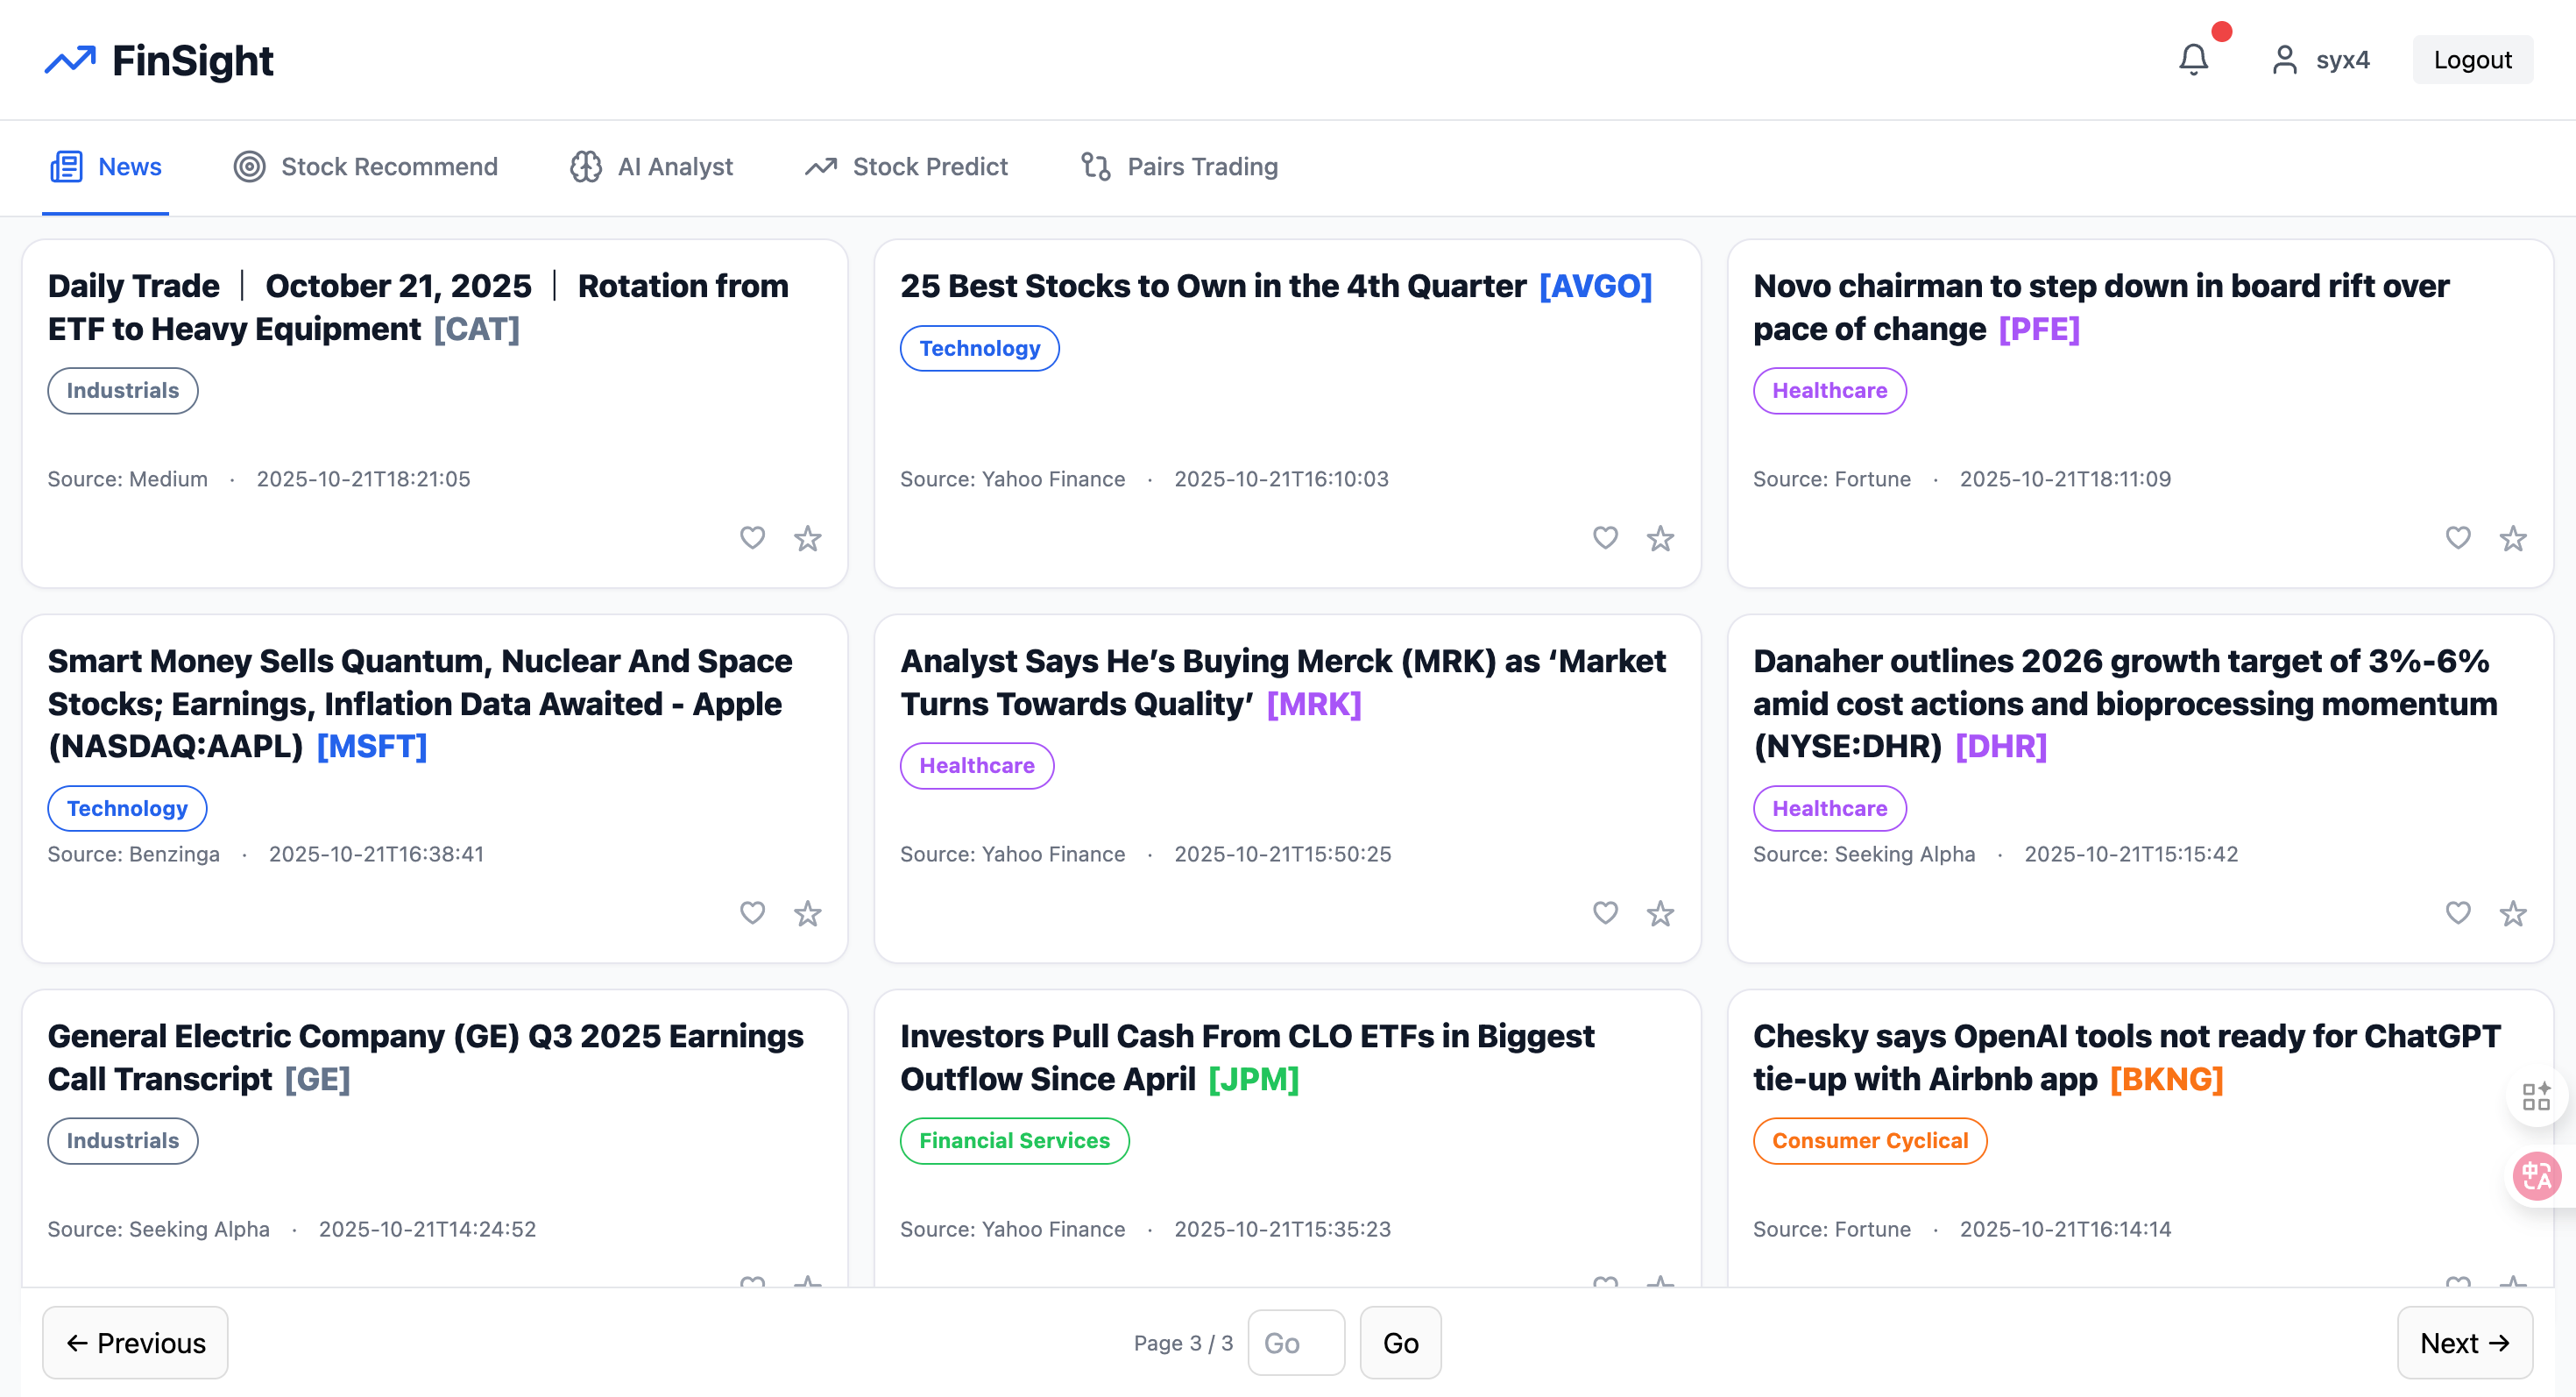 FinSight
syx4
Logout
News
Stock Recommend
AI Analyst
Stock Predict
Pairs Trading
Daily Trade | October 21, 2025 | Rotation from
ETF to Heavy Equipment [CAT]
Industrials
Source: Medium · 2025-10-21T18:21:05
25 Best Stocks to Own in the 4th Quarter [AVGO]
Technology
Source: Yahoo Finance · 2025-10-21T16:10:03
Novo chairman to step down in board rift over
pace of change [PFE]
Healthcare
Source: Fortune · 2025-10-21T18:11:09
Smart Money Sells Quantum, Nuclear And Space
Stocks; Earnings, Inflation Data Awaited - Apple
(NASDAQ:AAPL) [MSFT]
Technology
Source: Benzinga · 2025-10-21T16:38:41
Analyst Says He’s Buying Merck (MRK) as ‘Market
Turns Towards Quality’ [MRK]
Healthcare
Source: Yahoo Finance · 2025-10-21T15:50:25
Danaher outlines 2026 growth target of 3%-6%
amid cost actions and bioprocessing momentum
(NYSE:DHR) [DHR]
Healthcare
Source: Seeking Alpha · 2025-10-21T15:15:42
General Electric Company (GE) Q3 2025 Earnings
Call Transcript [GE]
Industrials
Source: Seeking Alpha · 2025-10-21T14:24:52
Investors Pull Cash From CLO ETFs in Biggest
Outflow Since April [JPM]
Financial Services
Source: Yahoo Finance · 2025-10-21T15:35:23
Chesky says OpenAI tools not ready for ChatGPT
tie-up with Airbnb app [BKNG]
Consumer Cyclical
Source: Fortune · 2025-10-21T16:14:14
中A
← Previous
Page 3 / 3
Go
Go
Next →